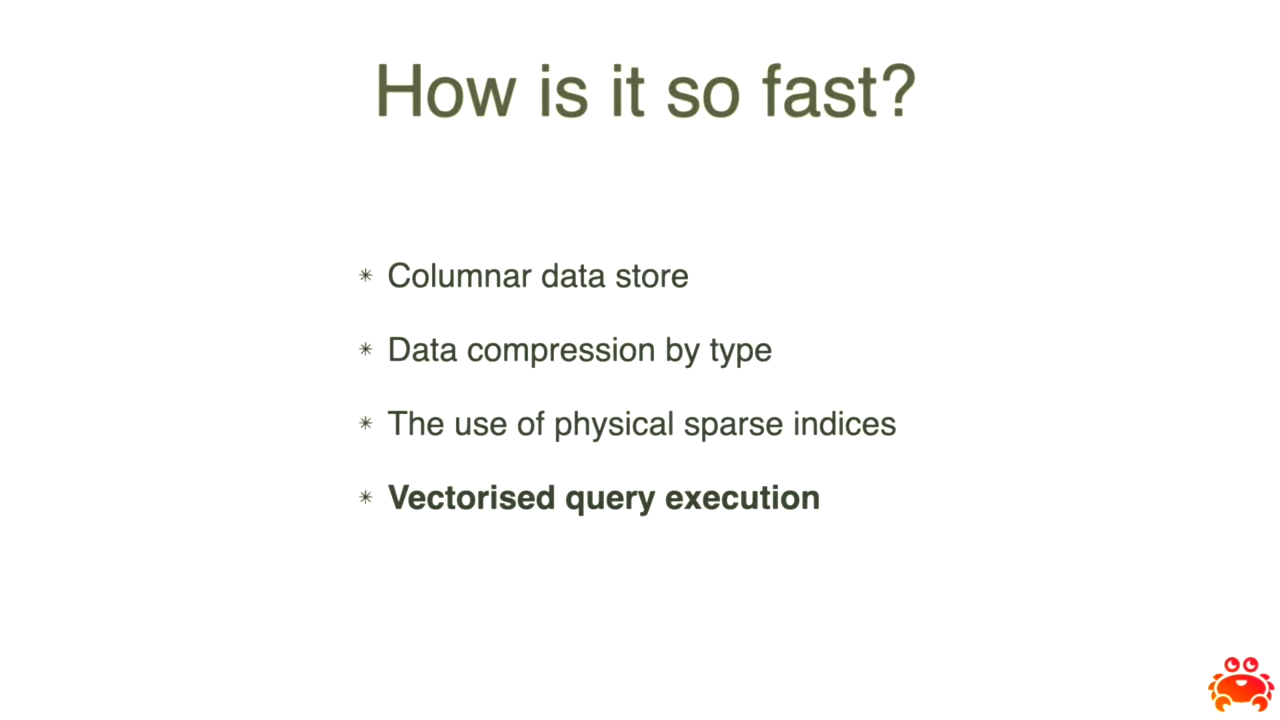 How is it so fast?
* Columnar data store
* Data compression by type
* The use of physical sparse indices
* Vectorised query execution